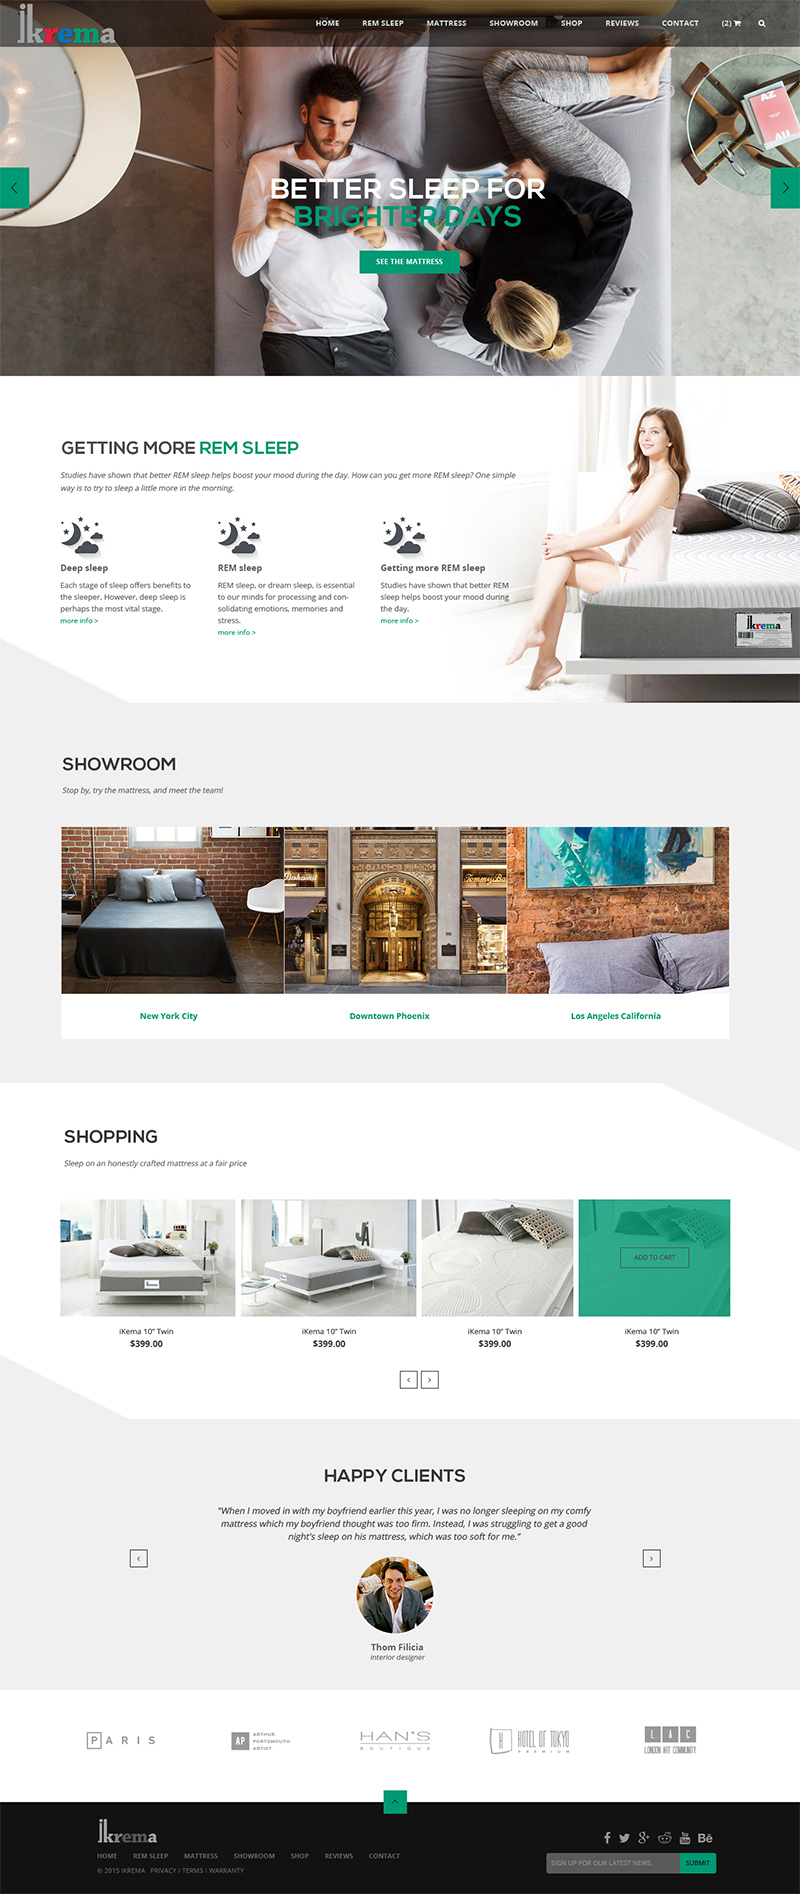 ikrema
HOME REM SLEEP MATTRESS SHOWROOM SHOP REVIEWS CONTACT (2)
AZ
BETTER SLEEP FOR
BRIGHTER DAYS
SEE THE MATTRESS
GETTING MORE REM SLEEP
Studies have shown that better REM sleep helps boost your mood during the day. How can you get more REM sleep? One simple
way is to try to sleep a little more in the morning.
Deep sleep
Each stage of sleep offers benefits to
the sleeper. However, deep sleep is
perhaps the most vital stage.
more info >
REM sleep
REM sleep, or dream sleep, is essential
to our minds for processing and con-
solidating emotions, memories and
stress.
more info >
Getting more REM sleep
Studies have shown that better REM
sleep helps boost your mood during
the day.
more info >
ikrema
SHOWROOM
Stop by, try the mattress, and meet the team!
Bahama
Tommy Ba
New York City
Downtown Phoenix
Los Angeles California
SHOPPING
Sleep on an honestly crafted mattress at a fair price
ADD TO CART
iKema 10" Twin
$399.00
iKema 10" Twin
$399.00
iKema 10" Twin
$399.00
iKema 10" Twin
$399.00
HAPPY CLIENTS
"When I moved in with my boyfriend earlier this year, I was no longer sleeping on my comfy
mattress which my boyfriend thought was too firm. Instead, I was struggling to get a good
night's sleep on his mattress, which was too soft for me."
Thom Filicia
interior designer
PARIS
AP ARTHUR
PORTSMOUTH
ARTIST
HAN'S
BOUTIQUE
H HOTEL OF TOKYO
PREMIUM
LAC
LONDON ART COMMUNITY
ikrema
HOME REM SLEEP MATTRESS SHOWROOM SHOP REVIEWS CONTACT
© 2015 IKREMA PRIVACY | TERMS | WARRANTY
SIGN UP FOR OUR LATEST NEWS. SUBMIT